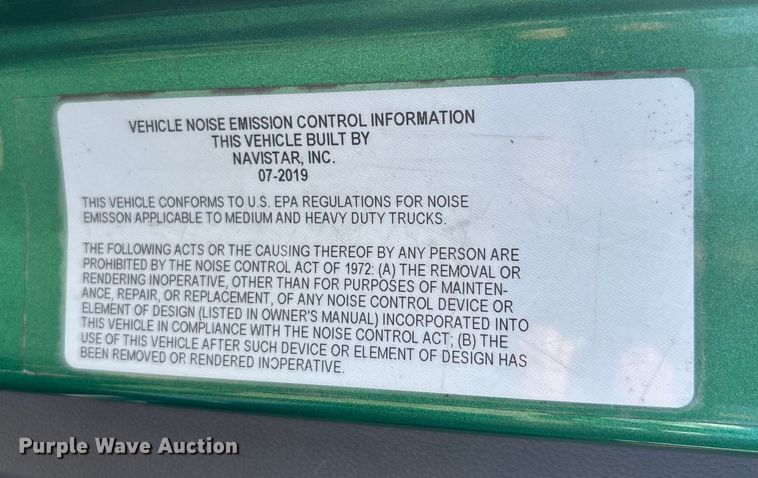 VEHICLE NOISE EMISSION CONTROL INFORMATION
THIS VEHICLE BUILT BY
NAVISTAR, INC.
07-2019
THIS VEHICLE CONFORMS TO U.S. EPA REGULATIONS FOR NOISE
EMISSON APPLICABLE TO MEDIUM AND HEAVY DUTY TRUCKS.
THE FOLLOWING ACTS OR THE CAUSING THEREOF BY ANY PERSON ARE
PROHIBITED BY THE NOISE CONTROL ACT OF 1972: (A) THE REMOVAL OR
RENDERING INOPERATIVE, OTHER THAN FOR PURPOSES OF MAINTEN-
ANCE, REPAIR, OR REPLACEMENT, OF ANY NOISE CONTROL DEVICE OR
ELEMENT OF DESIGN (LISTED IN OWNER'S MANUAL) INCORPORATED INTO
THIS VEHICLE IN COMPLIANCE WITH THE NOISE CONTROL ACT; (B) THE
USE OF THIS VEHICLE AFTER SUCH DEVICE OR ELEMENT OF DESIGN HAS
BEEN REMOVED OR RENDERED INOPERATIVE.
Purple Wave Auction